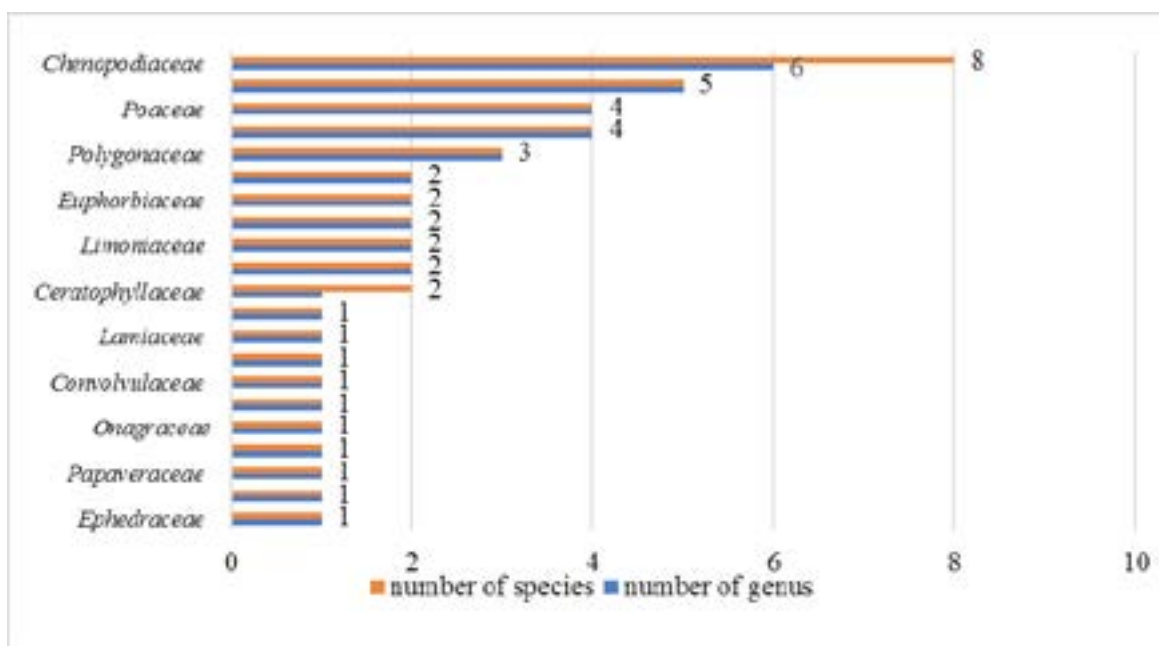 Chenopodiaceae 8
6
5
Poaceae 4
4
Polygonaceae 3
2
Euphorbiaceae 2
2
Limoniaceae 2
2
Ceratophyllaceae 2
1
Lamiaceae 1
1
Convolvulaceae 1
1
Onagraceae 1
1
Papaveraceae 1
1
Ephedraceae 1
0 2 4 6 8 10
number of species number of genus